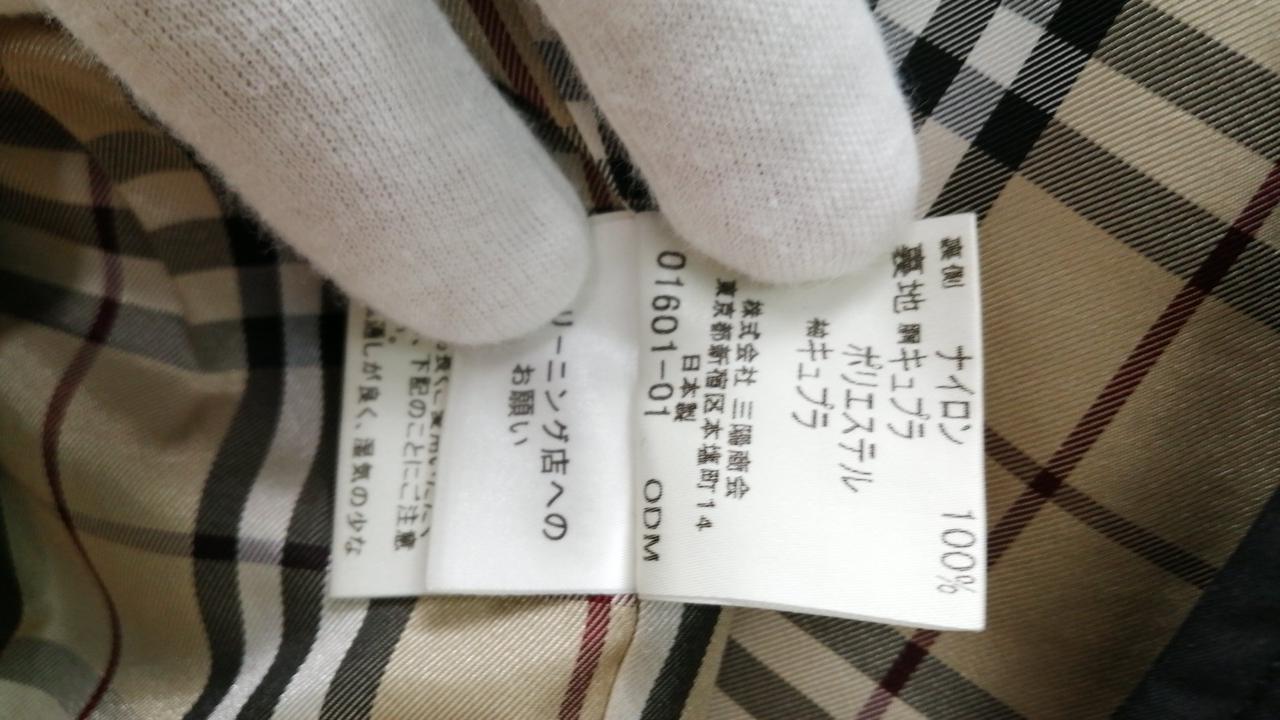 表側 ナイロン 100%
裏地 胴キュプラ
ポリエステル
袖キュプラ
株式会社 三陽商会
東京都新宿区本塩町14
日本製
01601-01 ODM
リーニング店への
お願い
下記のことにご注意
通しが良く、湿気の少な